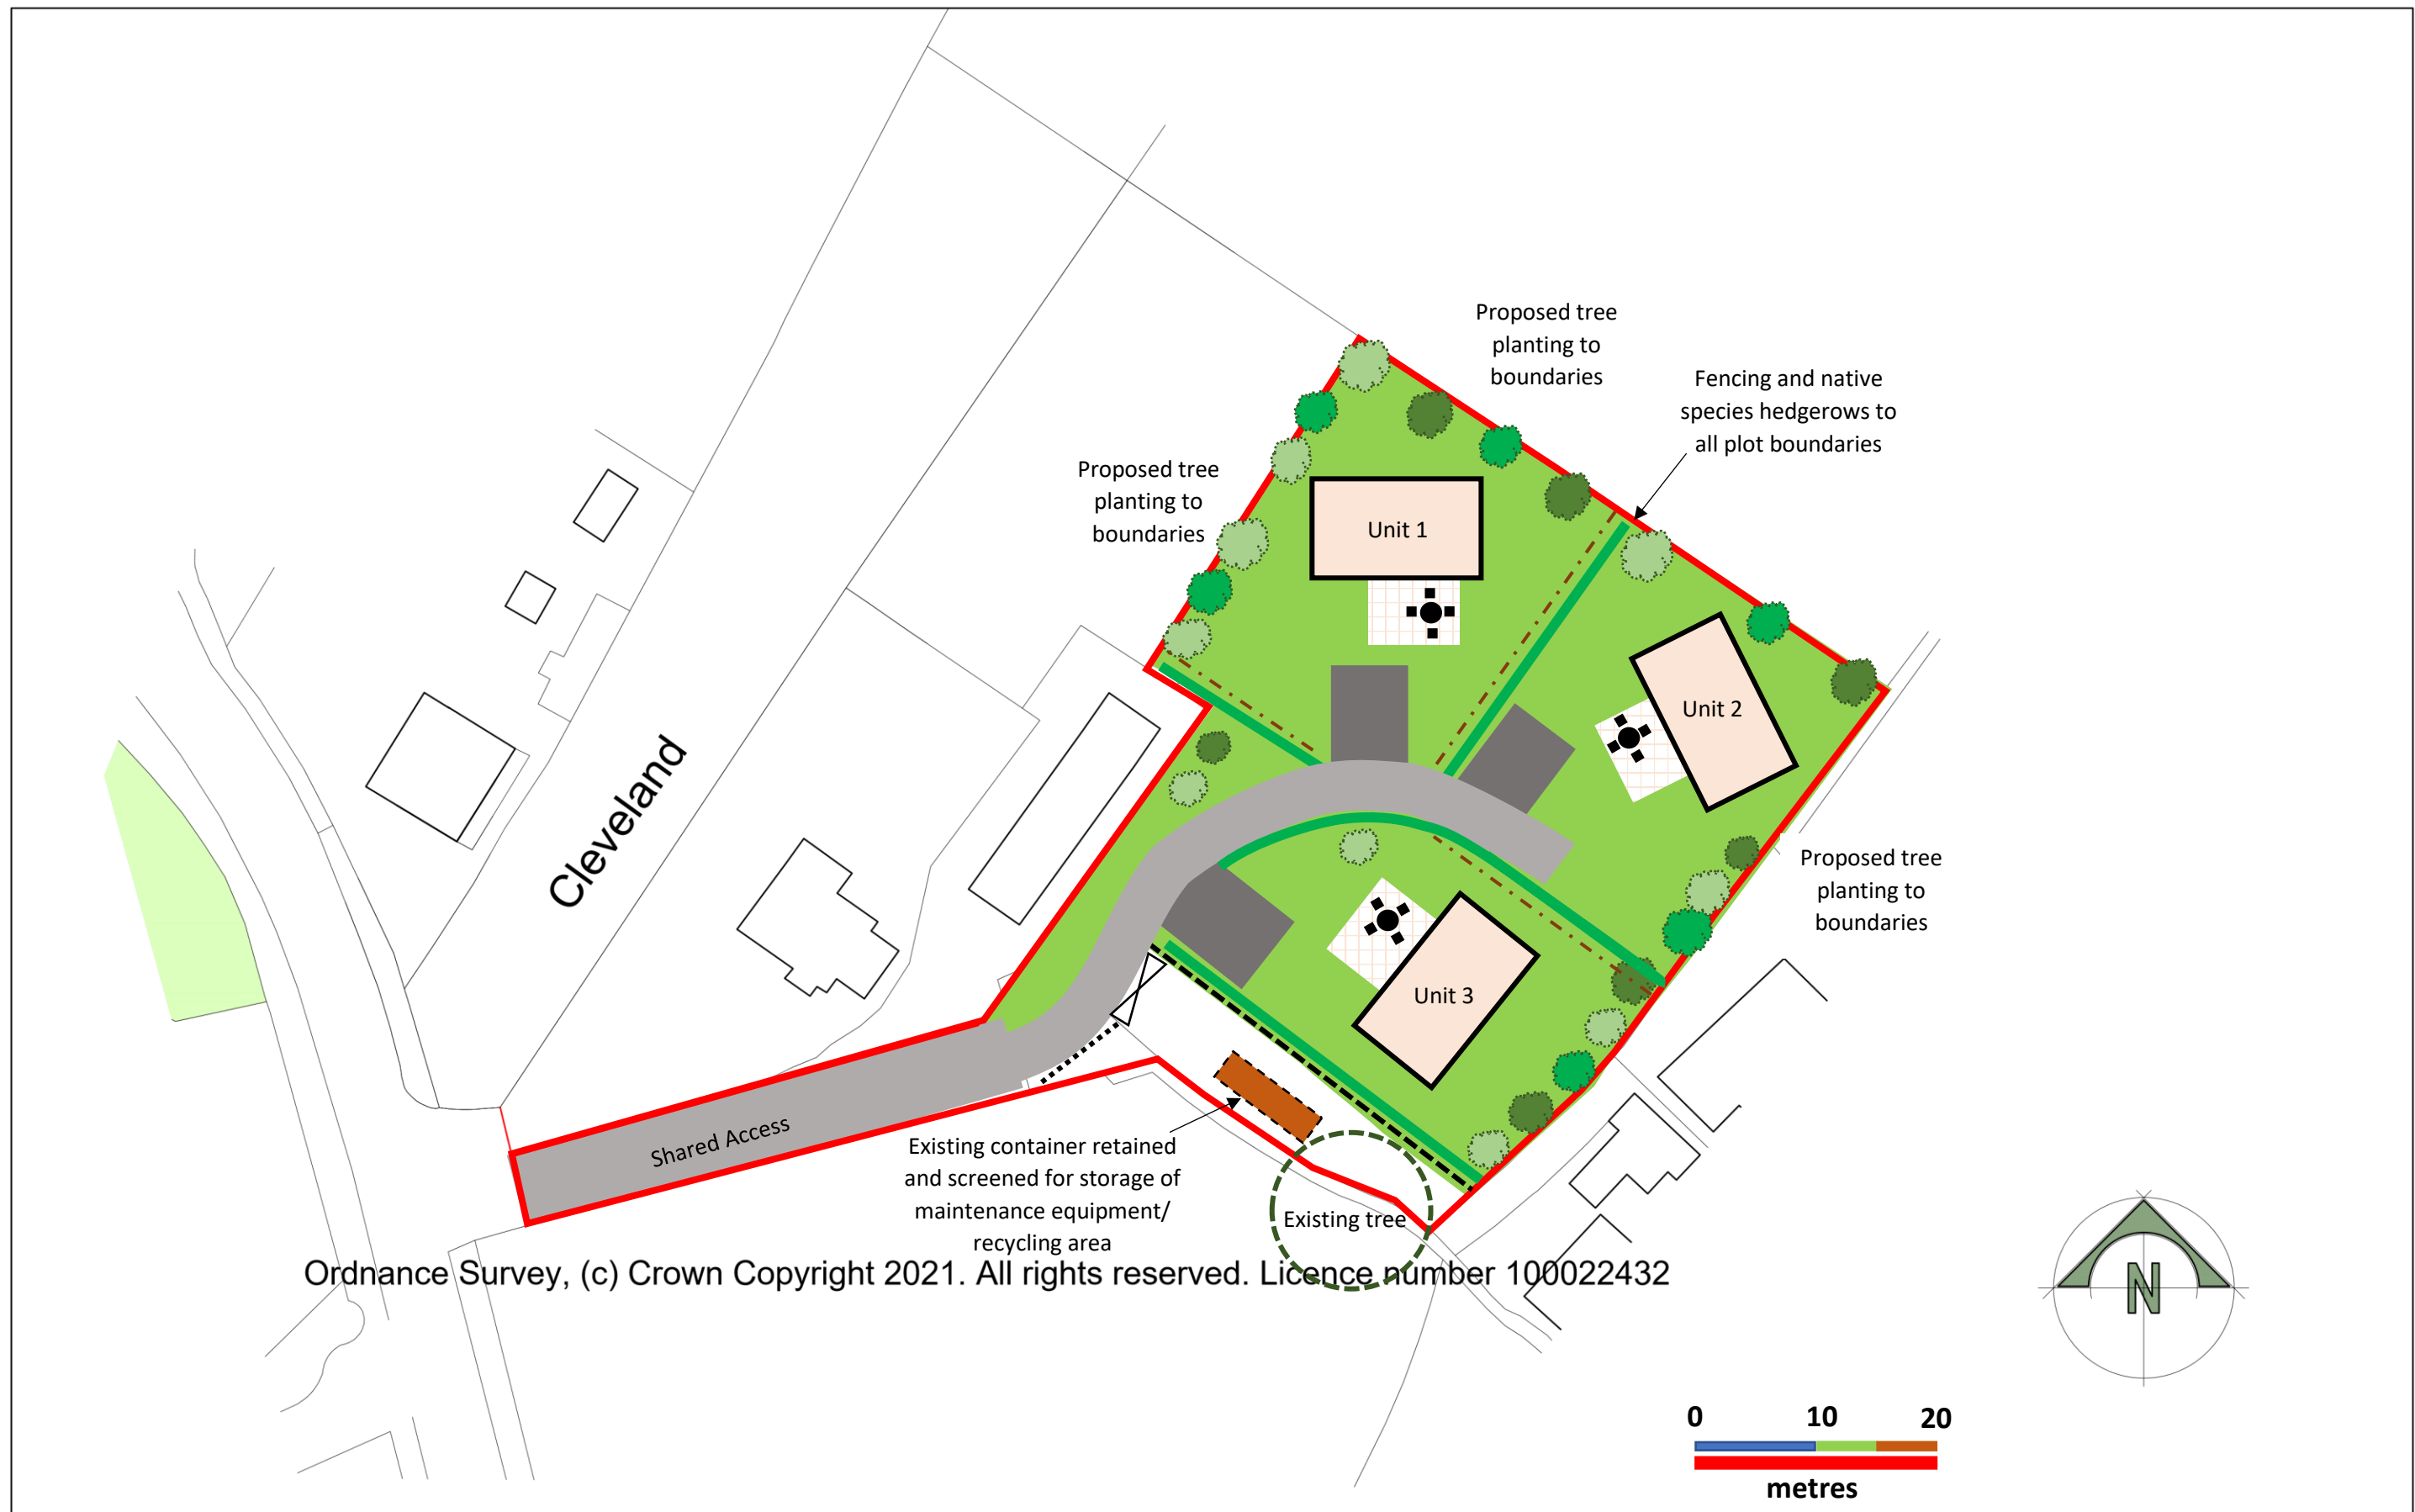 Proposed tree
planting to
boundaries
Fencing and native
species hedgerows to
all plot boundaries
Proposed tree
planting to
boundaries
Unit 1
Unit 2
Cleveland
Proposed tree
planting to
boundaries
Unit 3
Shared Access
Existing container retained
and screened for storage of
maintenance equipment/
recycling area
Existing tree
Ordnance Survey, (c) Crown Copyright 2021. All rights reserved. Licence number 100022432
N
0 10 20
metres